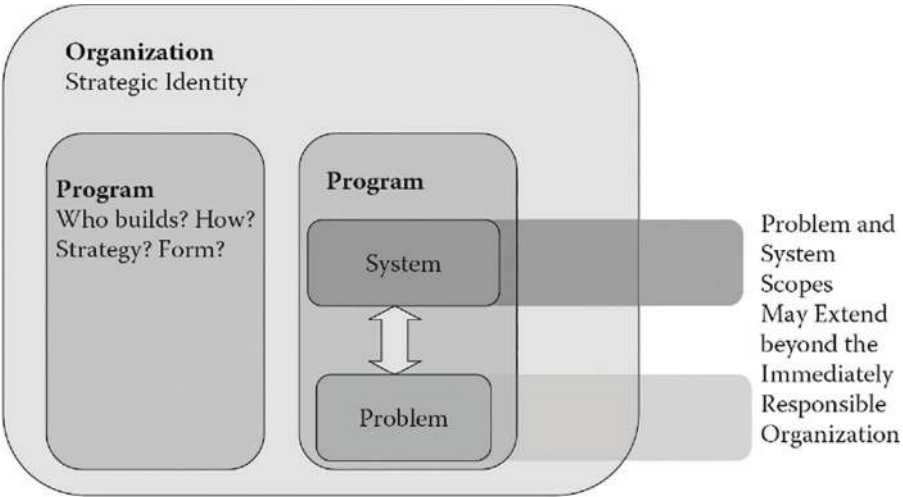 Organization
Strategic Identity
Program
Who builds? How?
Strategy? Form?
Program
System
Problem
Problem and
System
Scopes
May Extend
beyond the
Immediately
Responsible
Organization